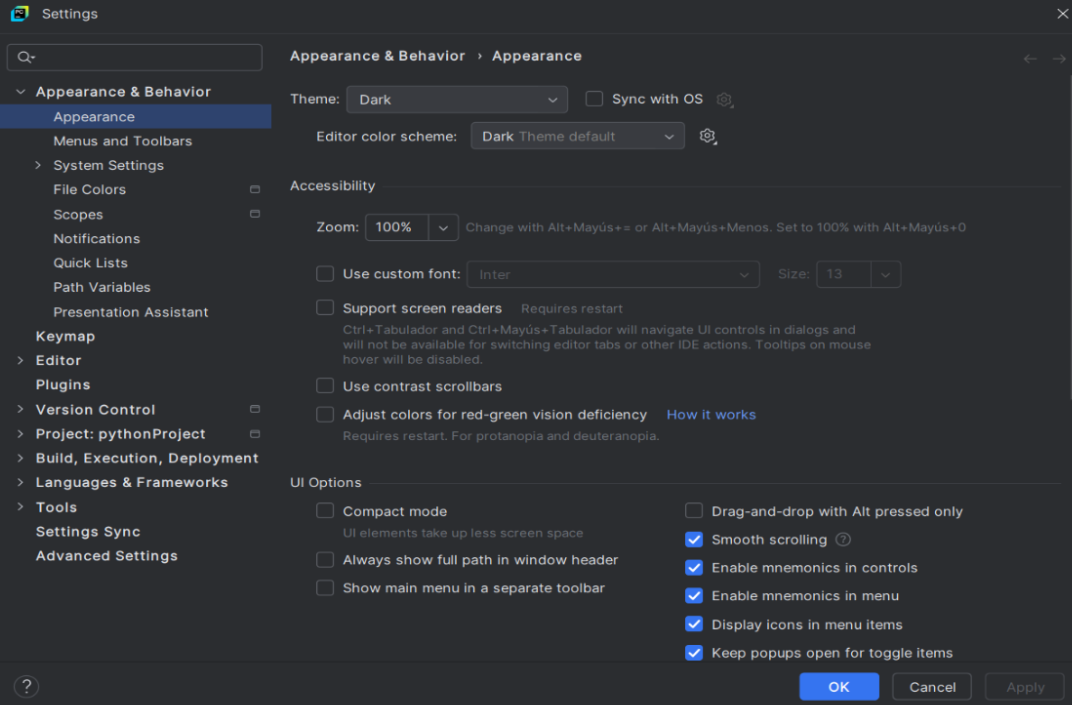 Settings
Appearance & Behavior
Appearance
Menus and Toolbars
System Settings
File Colors
Scopes
Notifications
Quick Lists
Path Variables
Presentation Assistant
Keymap
Editor
Plugins
Version Control
Project: pythonProject
Build, Execution, Deployment
Languages & Frameworks
Tools
Settings Sync
Advanced Settings
Appearance & Behavior › Appearance
Theme: Dark Sync with OS
Editor color scheme: Dark Theme default
Accessibility
Zoom: 100% Change with Alt+Mayús+= or Alt+Mayús+Menos. Set to 100% with Alt+Mayús+0
Use custom font: Inter Size: 13
Support screen readers Requires restart
Ctrl+Tabulador and Ctrl+Mayús+Tabulador will navigate UI controls in dialogs and
will not be available for switching editor tabs or other IDE actions. Tooltips on mouse
hover will be disabled.
Use contrast scrollbars
Adjust colors for red-green vision deficiency How it works
Requires restart. For protanopia and deuteranopia.
UI Options
Compact mode
UI elements take up less screen space
Always show full path in window header
Show main menu in a separate toolbar
Drag-and-drop with Alt pressed only
Smooth scrolling ?
Enable mnemonics in controls
Enable mnemonics in menu
Display icons in menu items
Keep popups open for toggle items
? OK Cancel Apply